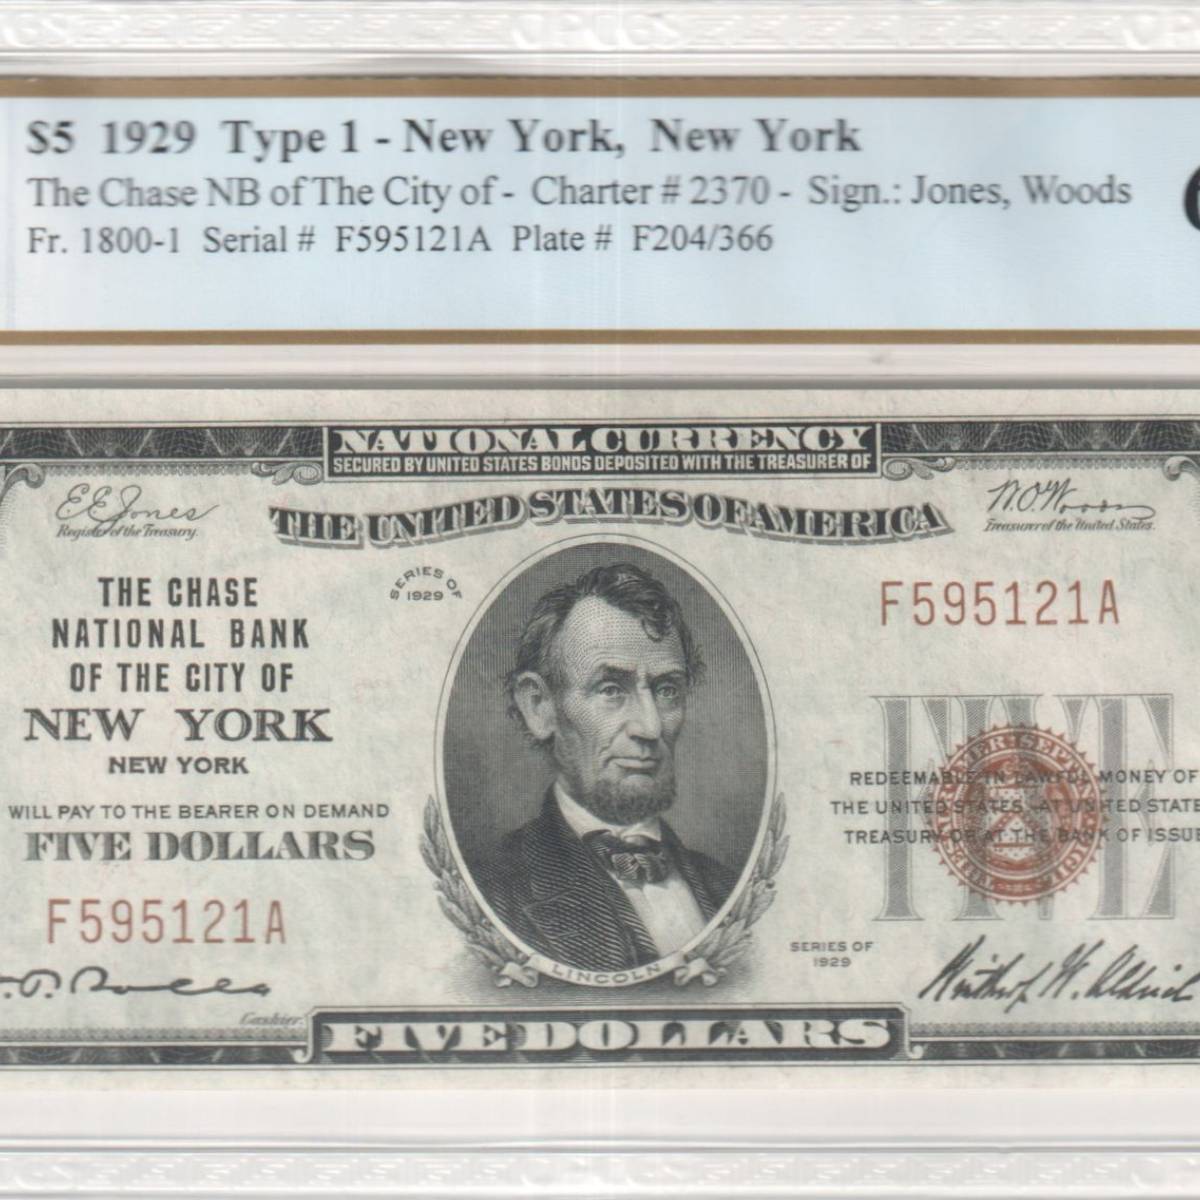 $5 1929 Type 1 - New York, New York
The Chase NB of The City of - Charter # 2370 - Sign.: Jones, Woods
Fr. 1800-1 Serial # F595121A Plate # F204/366
NATIONAL CURRENCY
SECURED BY UNITED STATES BONDS DEPOSITED WITH THE TREASURER OF
THE UNITED STATES OF AMERICA
E E Jones
Register of the Treasury.
W.O. Woods
Treasurer of the United States.
SERIES OF
1929
THE CHASE
NATIONAL BANK
OF THE CITY OF
NEW YORK
NEW YORK
WILL PAY TO THE BEARER ON DEMAND
FIVE DOLLARS
F595121A
Cashier.
LINCOLN
F595121A
FIVE
REDEEMABLE IN LAWFUL MONEY OF
THE UNITED STATES AT UNITED STATE
TREASURY OR AT THE BANK OF ISSUE
SERIES OF
1929
Winthrop W. Aldrich
FIVE DOLLARS